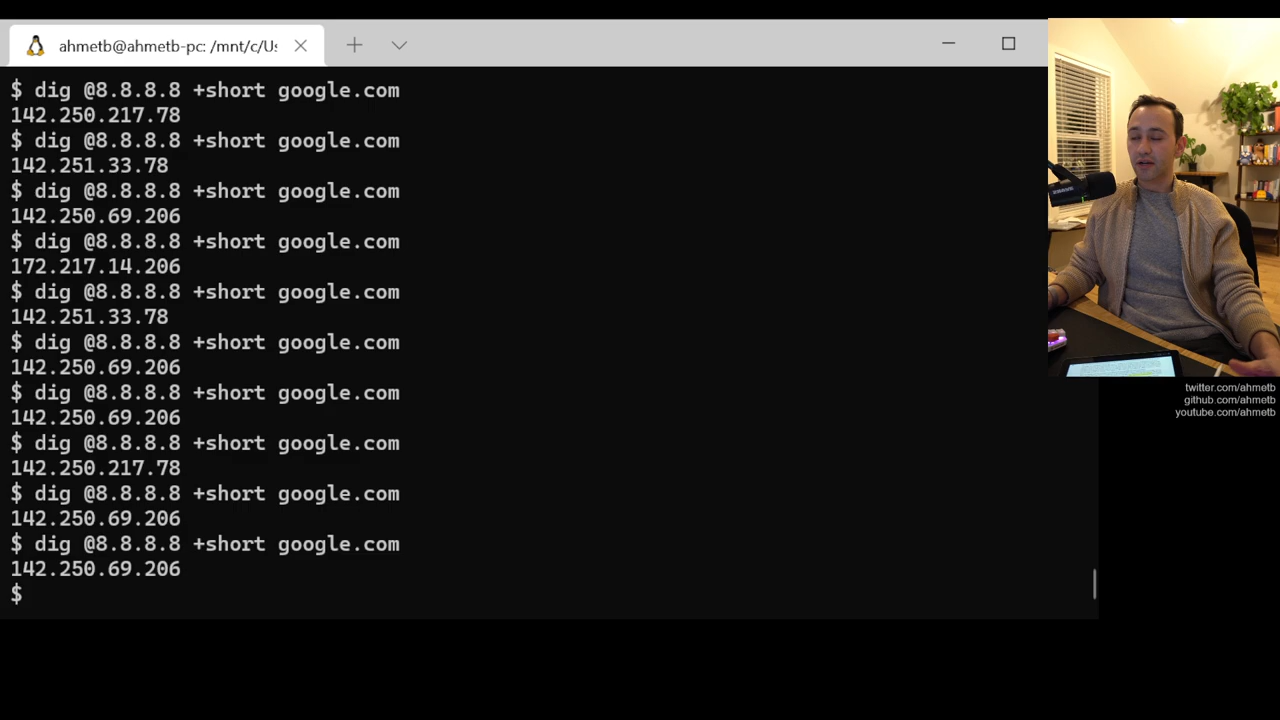 ahmetb@ahmetb-pc: /mnt/c/Us
$ dig @8.8.8.8 +short google.com
142.250.217.78
$ dig @8.8.8.8 +short google.com
142.251.33.78
$ dig @8.8.8.8 +short google.com
142.250.69.206
$ dig @8.8.8.8 +short google.com
172.217.14.206
$ dig @8.8.8.8 +short google.com
142.251.33.78
$ dig @8.8.8.8 +short google.com
142.250.69.206
$ dig @8.8.8.8 +short google.com
142.250.69.206
$ dig @8.8.8.8 +short google.com
142.250.217.78
$ dig @8.8.8.8 +short google.com
142.250.69.206
$ dig @8.8.8.8 +short google.com
142.250.69.206
$
twitter.com/ahmetb
github.com/ahmetb
youtube.com/ahmetb